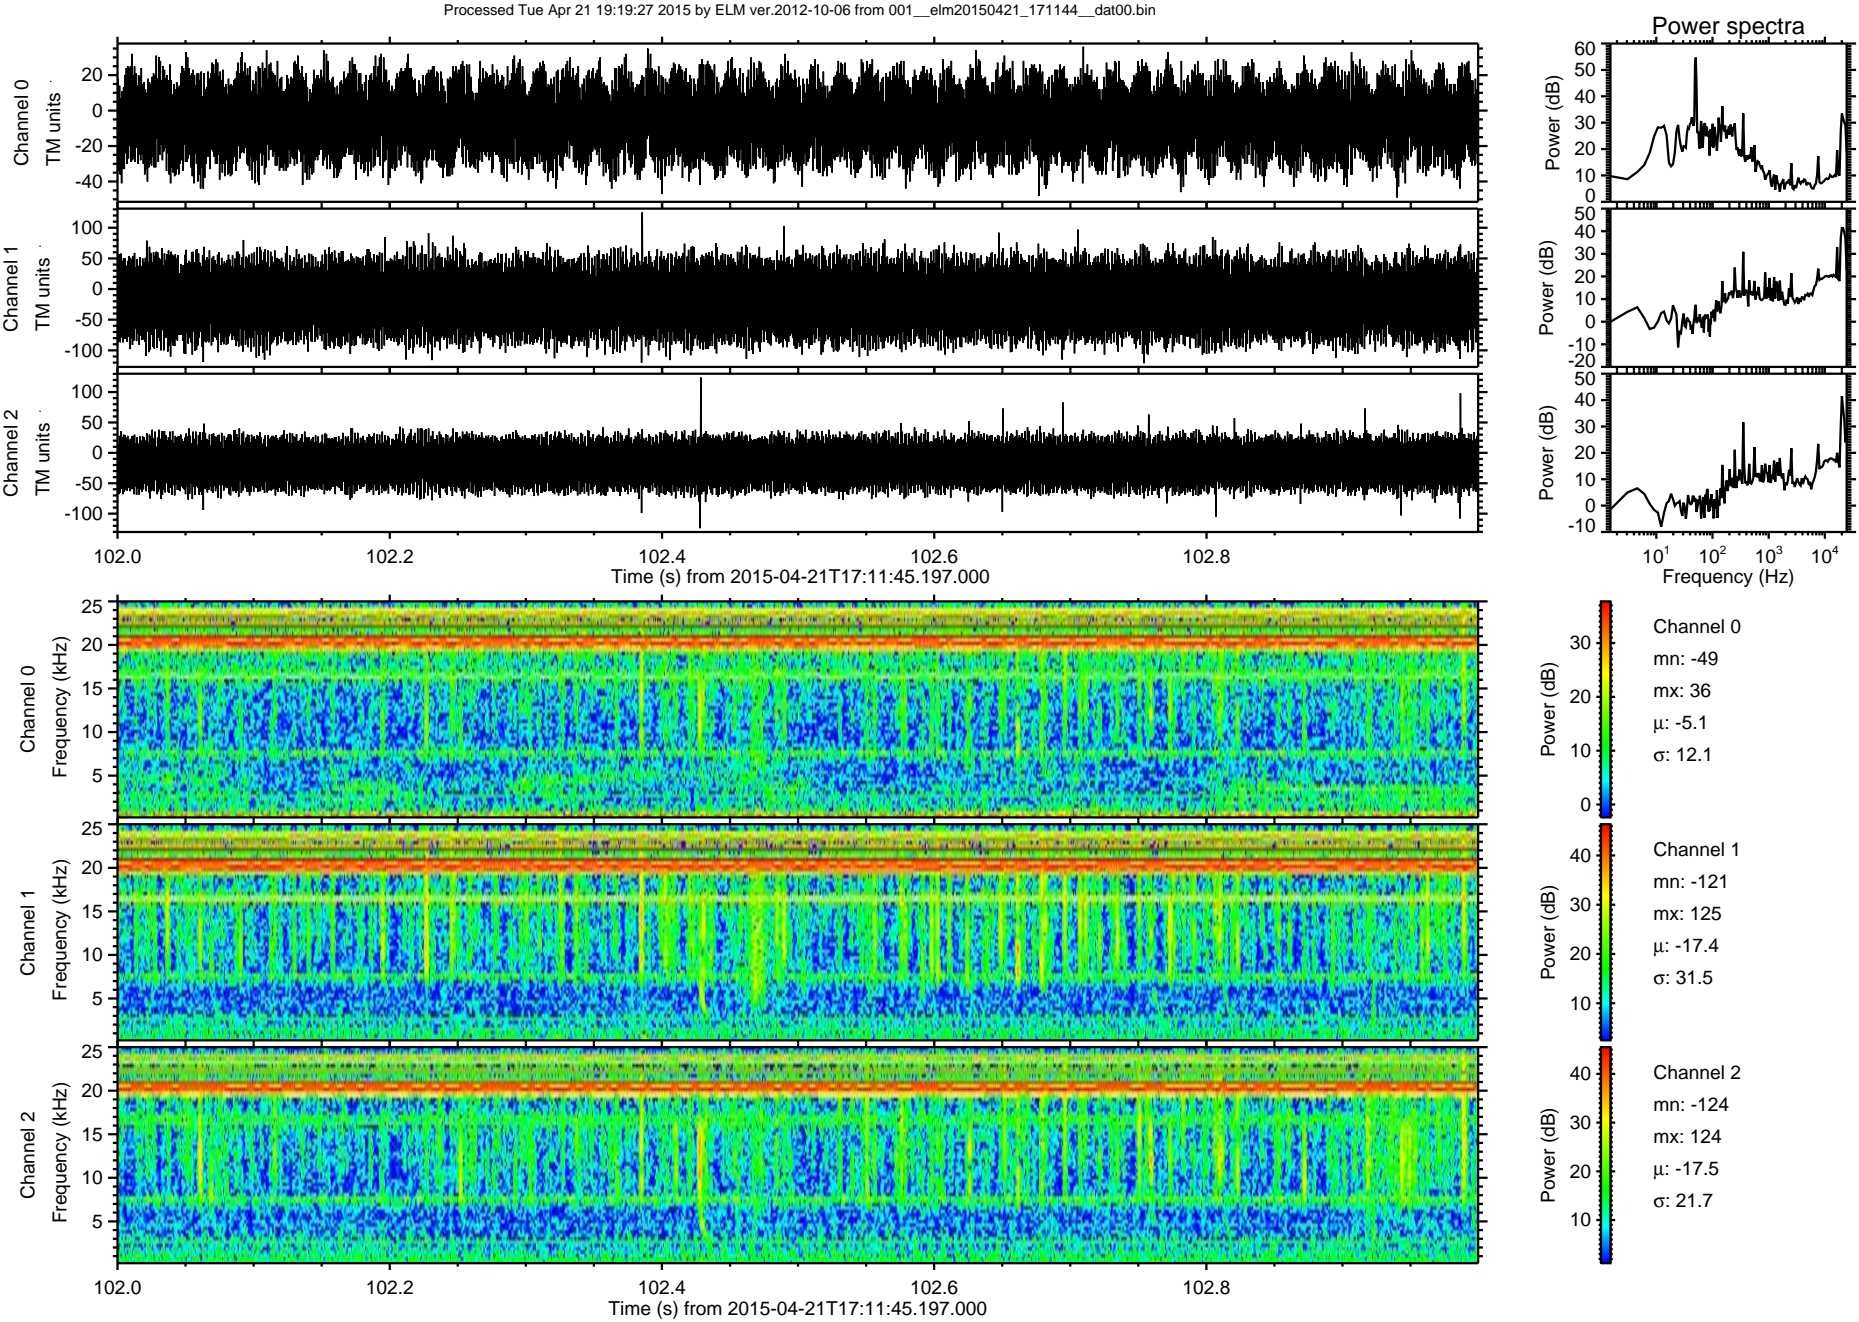 Processed Tue Apr 21 19:19:27 2015 by ELM ver.2012-10-06 from 001__elm20150421_171144__dat00.bin
Power spectra
Channel 0
TM units
20
0
-20
-40
Power (dB)
60
50
40
30
20
10
0
Channel 1
TM units
100
50
0
-50
-100
Power (dB)
50
40
30
20
10
0
-10
-20
Channel 2
TM units
100
50
0
-50
-100
Power (dB)
50
40
30
20
10
0
-10
102.0 102.2 102.4 102.6 102.8
Time (s) from 2015-04-21T17:11:45.197.000
10¹ 10² 10³ 10⁴
Frequency (Hz)
Channel 0
Frequency (kHz)
25
20
15
10
5
Power (dB)
30
20
10
0
Channel 0
mn: -49
mx: 36
μ: -5.1
σ: 12.1
Channel 1
Frequency (kHz)
25
20
15
10
5
Power (dB)
40
30
20
10
Channel 1
mn: -121
mx: 125
μ: -17.4
σ: 31.5
Channel 2
Frequency (kHz)
25
20
15
10
5
Power (dB)
40
30
20
10
Channel 2
mn: -124
mx: 124
μ: -17.5
σ: 21.7
102.0 102.2 102.4 102.6 102.8
Time (s) from 2015-04-21T17:11:45.197.000